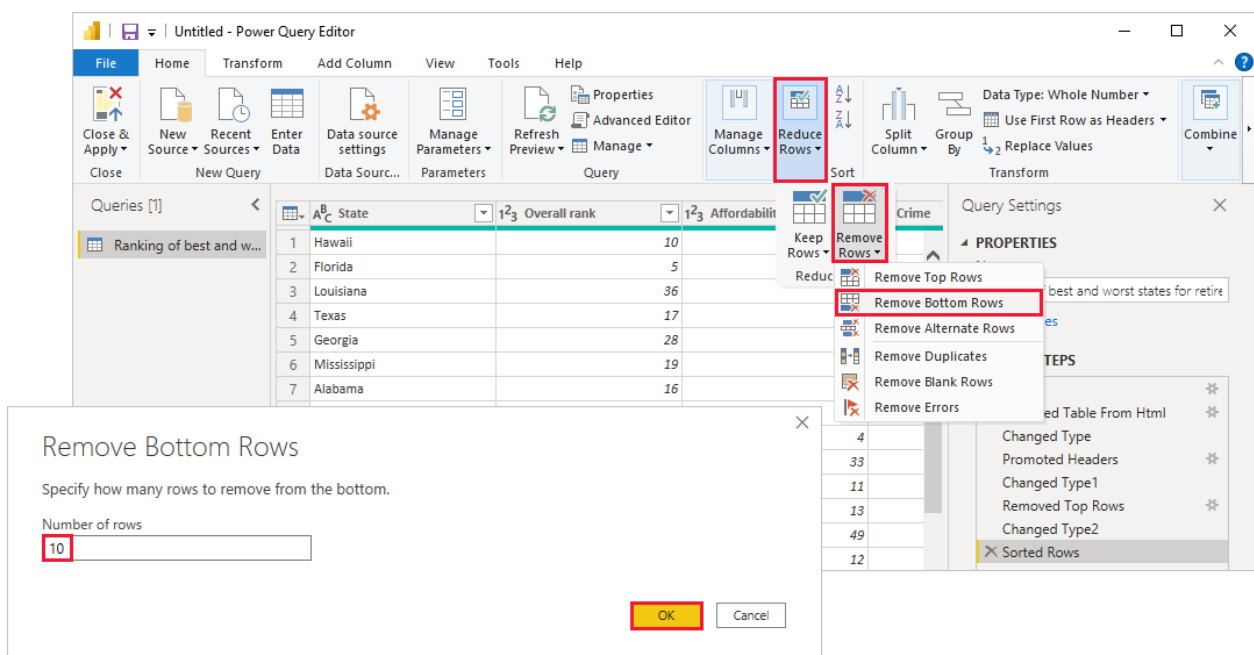 Untitled - Power Query Editor
File Home Transform Add Column View Tools Help
Close & Apply
New Source
Recent Sources
Enter Data
Data source settings
Manage Parameters
Refresh Preview
Properties
Advanced Editor
Manage
Manage Columns
Reduce Rows
Split Column
Group By
Data Type: Whole Number
Use First Row as Headers
Replace Values
Combine
Close New Query Data Sourc... Parameters Query Sort Transform
Queries [1]
Ranking of best and w...
State Overall rank Affordabilit Crime
1 Hawaii 10
2 Florida 5
3 Louisiana 36
4 Texas 17
5 Georgia 28
6 Mississippi 19
7 Alabama 16
4
33
11
13
49
12
Keep Rows
Remove Rows
Reduc
Remove Top Rows
Remove Bottom Rows
Remove Alternate Rows
Remove Duplicates
Remove Blank Rows
Remove Errors
Query Settings
PROPERTIES
best and worst states for retire
es
TEPS
ed Table From Html
Changed Type
Promoted Headers
Changed Type1
Removed Top Rows
Changed Type2
Sorted Rows
Remove Bottom Rows
Specify how many rows to remove from the bottom.
Number of rows
10
OK Cancel